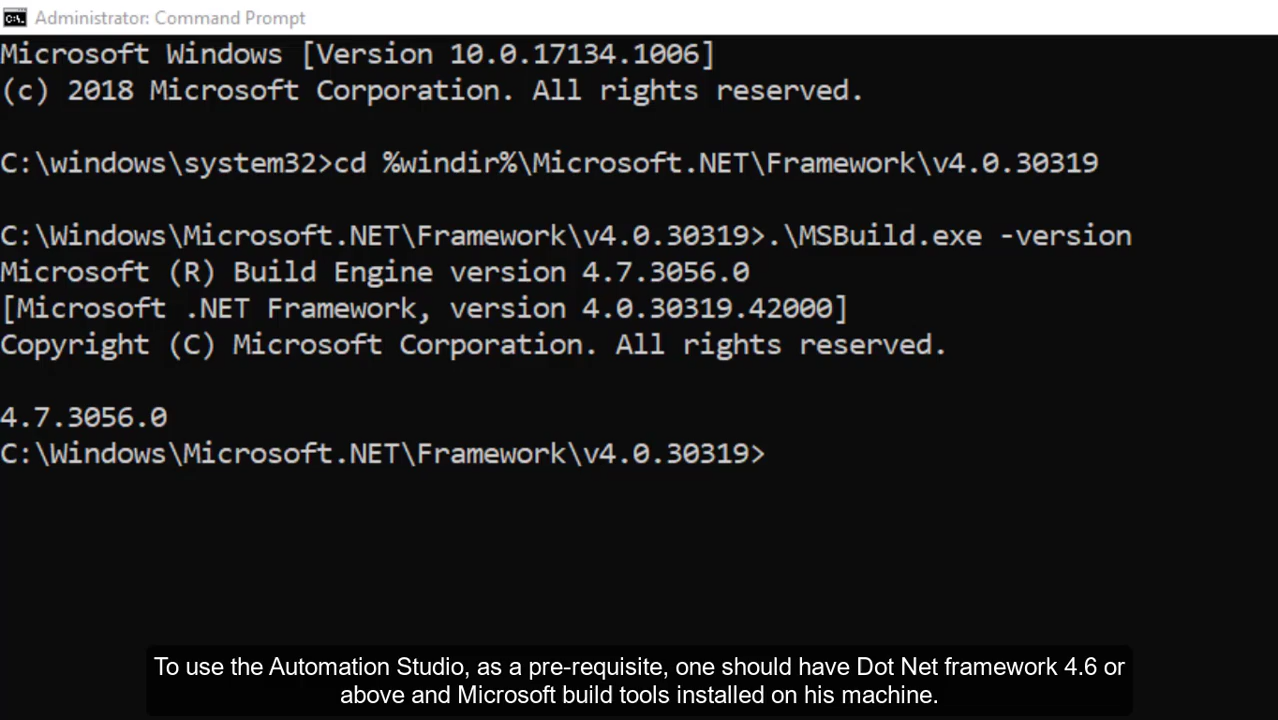 Administrator: Command Prompt
Microsoft Windows [Version 10.0.17134.1006]
(c) 2018 Microsoft Corporation. All rights reserved.
C:\windows\system32>cd %windir%\Microsoft.NET\Framework\v4.0.30319
C:\Windows\Microsoft.NET\Framework\v4.0.30319>.\MSBuild.exe -version
Microsoft (R) Build Engine version 4.7.3056.0
[Microsoft .NET Framework, version 4.0.30319.42000]
Copyright (C) Microsoft Corporation. All rights reserved.
4.7.3056.0
C:\Windows\Microsoft.NET\Framework\v4.0.30319>
To use the Automation Studio, as a pre-requisite, one should have Dot Net framework 4.6 or
above and Microsoft build tools installed on his machine.